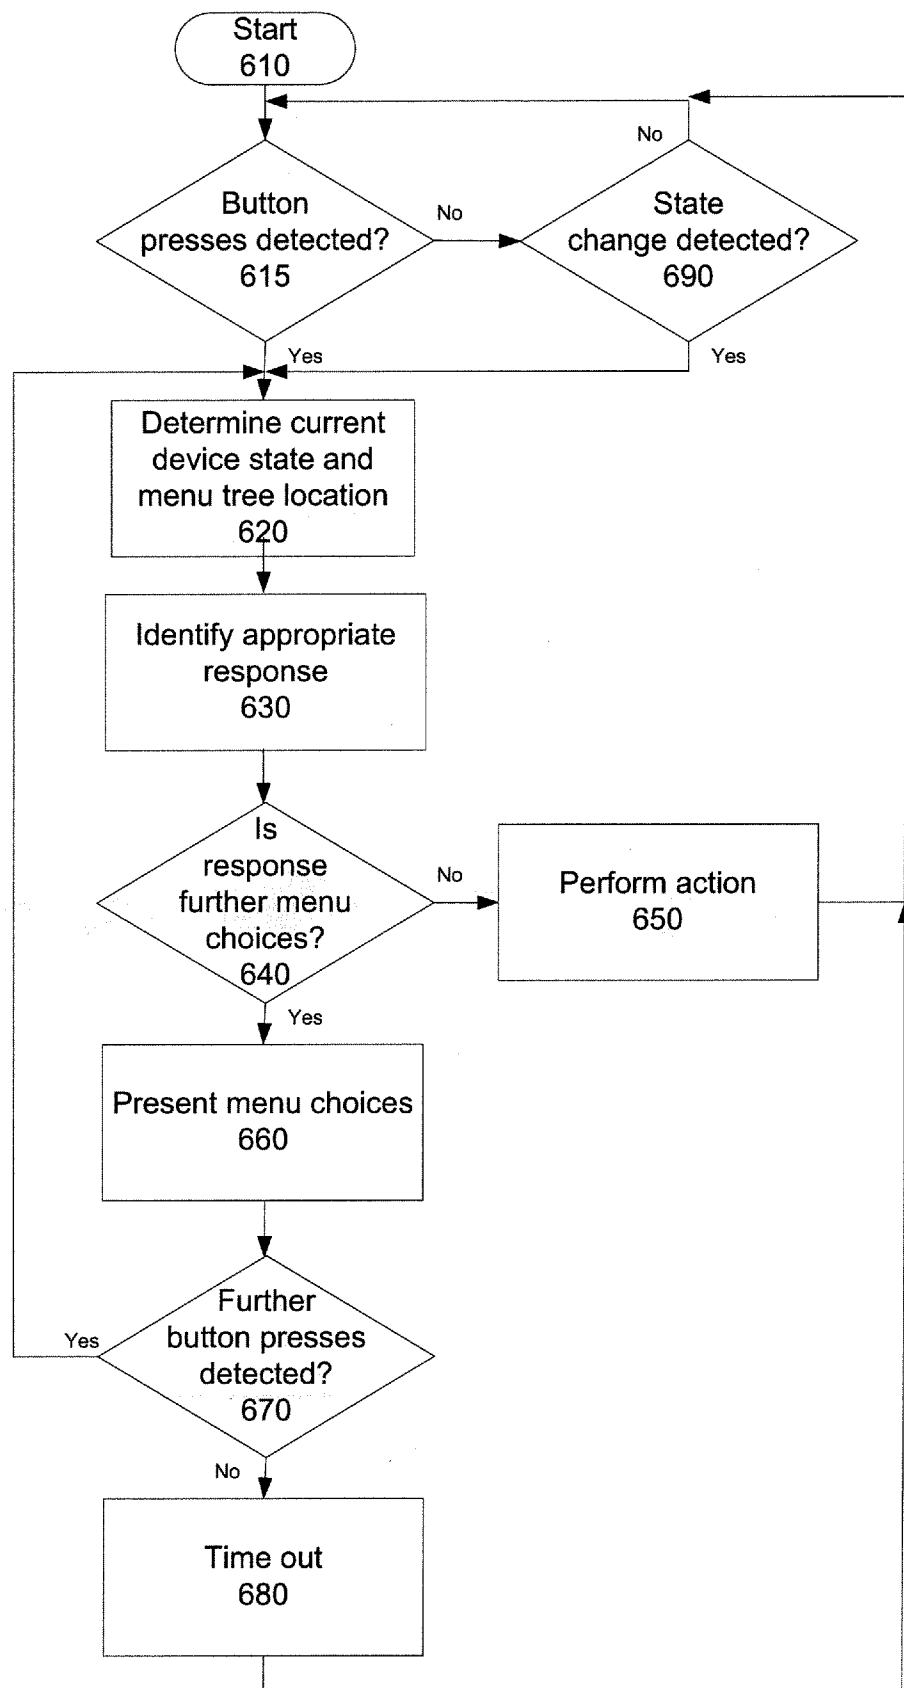 Start
610
No
Button
presses detected?
615
No
State
change detected?
690
Yes
Yes
Determine current
device state and
menu tree location
620
Identify appropriate
response
630
Is
response
further menu
choices?
640
No
Perform action
650
Yes
Present menu choices
660
Further
button presses
detected?
670
Yes
No
Time out
680